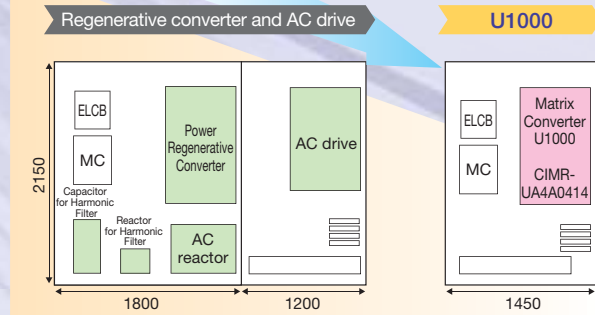 Regenerative converter and AC drive
U1000
2150
ELCB
MC
Capacitor
for Harmonic
Filter
Reactor
for Harmonic
Filter
Power
Regenerative
Converter
AC
reactor
AC drive
1800
1200
ELCB
MC
Matrix
Converter
U1000
CIMR-
UA4A0414
1450